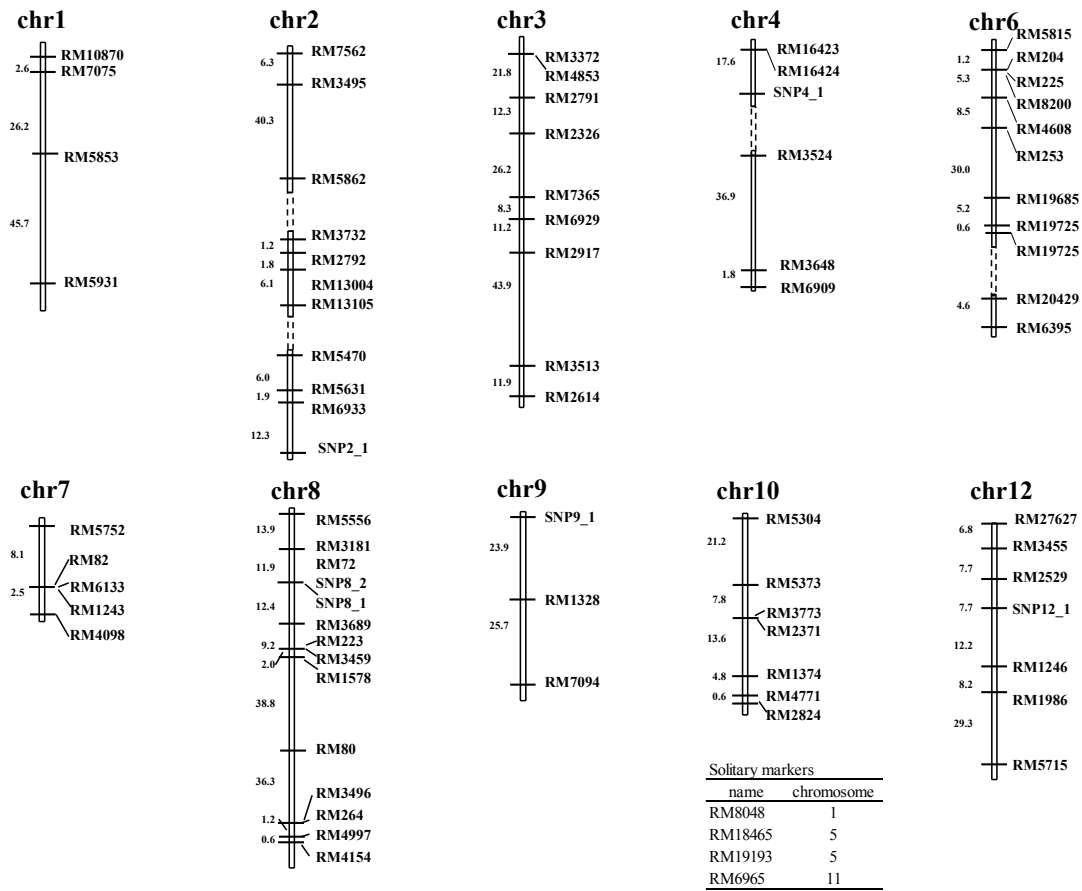 chr1
2.6
26.2
45.7
RM10870
RM7075
RM5853
RM5931
chr2
6.3
40.3
1.2
1.8
6.1
6.0
1.9
12.3
RM7562
RM3495
RM5862
RM3732
RM2792
RM13004
RM13105
RM5470
RM5631
RM6933
SNP2_1
chr3
21.8
12.3
26.2
8.3
11.2
43.9
11.9
RM3372
RM4853
RM2791
RM2326
RM7365
RM6929
RM2917
RM3513
RM2614
chr4
17.6
36.9
1.8
RM16423
RM16424
SNP4_1
RM3524
RM3648
RM6909
chr6
1.2
5.3
8.5
30.0
5.2
0.6
4.6
RM5815
RM204
RM225
RM8200
RM4608
RM253
RM19685
RM19725
RM19725
RM20429
RM6395
chr7
8.1
2.5
RM5752
RM82
RM6133
RM1243
RM4098
chr8
13.9
11.9
12.4
9.2
2.0
38.8
36.3
1.2
0.6
RM5556
RM3181
RM72
SNP8_2
SNP8_1
RM3689
RM223
RM3459
RM1578
RM80
RM3496
RM264
RM4997
RM4154
chr9
23.9
25.7
SNP9_1
RM1328
RM7094
chr10
21.2
7.8
13.6
4.8
0.6
RM5304
RM5373
RM3773
RM2371
RM1374
RM4771
RM2824
chr12
6.8
7.7
7.7
12.2
8.2
29.3
RM27627
RM3455
RM2529
SNP12_1
RM1246
RM1986
RM5715
Solitary markers
name chromosome
RM8048 1
RM18465 5
RM19193 5
RM6965 11